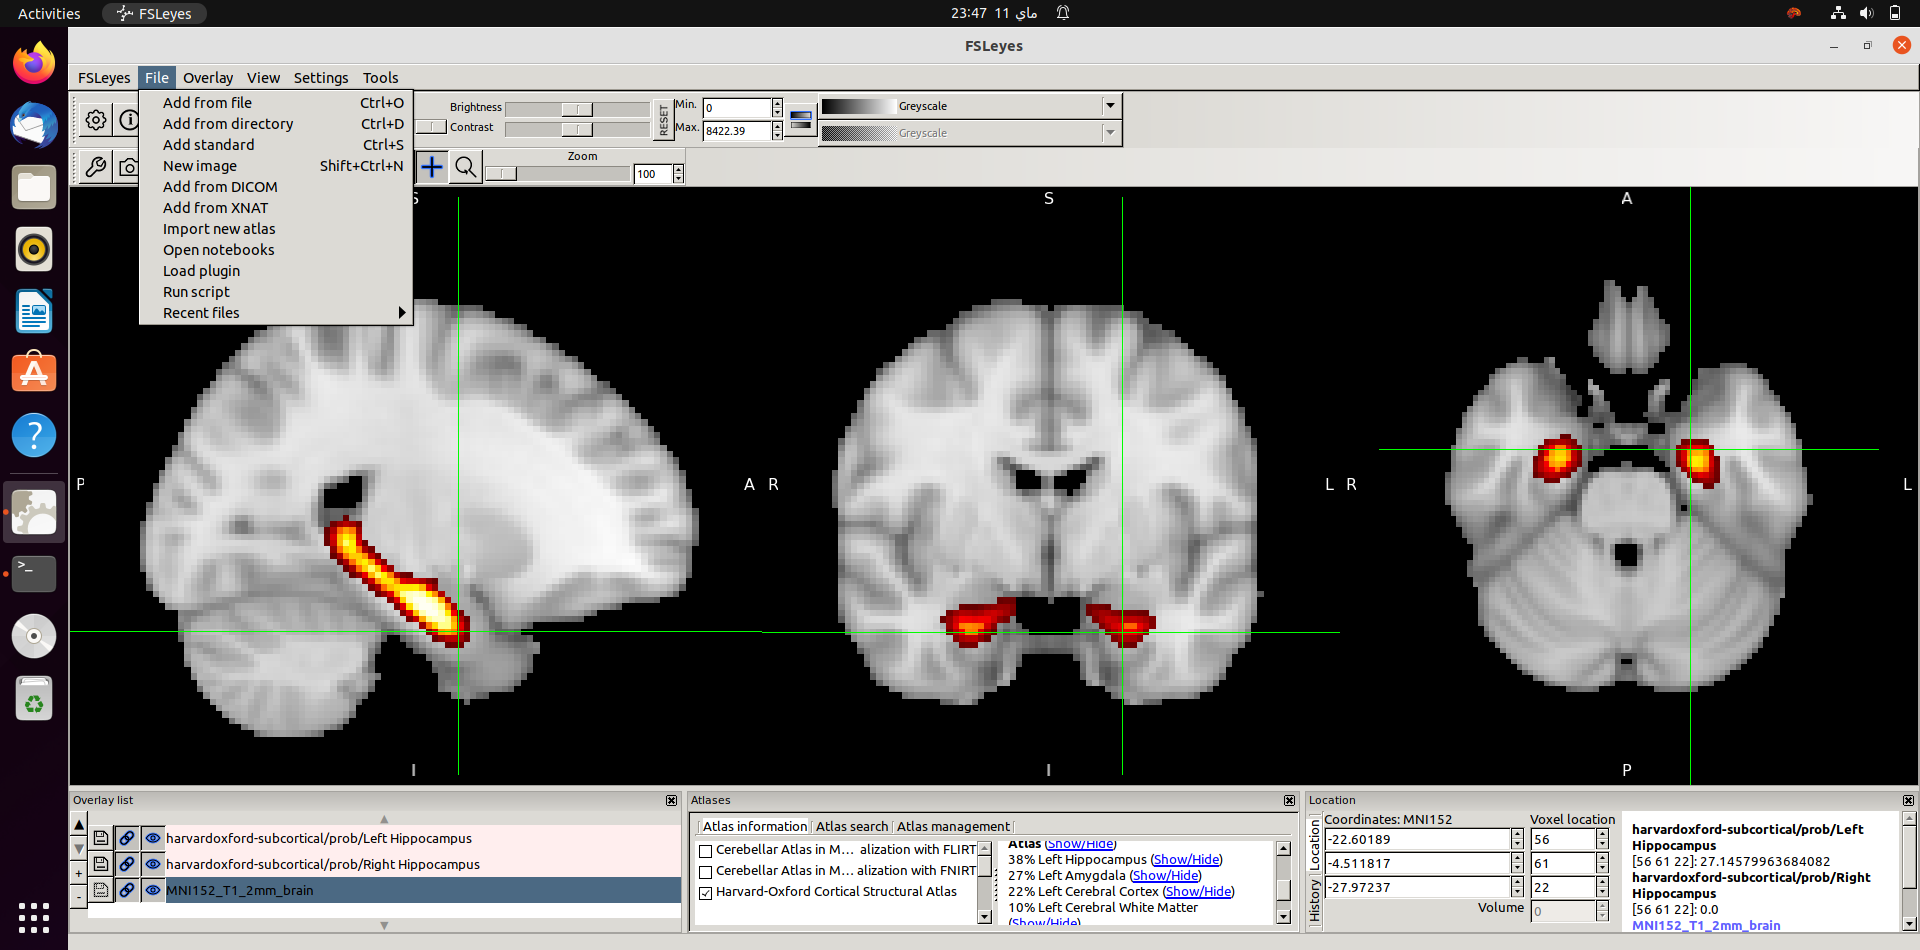 Activities
FSLeyes
23:47 11 ماي
FSLeyes
FSLeyes File Overlay View Settings Tools
Add from file Ctrl+O
Add from directory Ctrl+D
Add standard Ctrl+S
New image Shift+Ctrl+N
Add from DICOM
Add from XNAT
Import new atlas
Open notebooks
Load plugin
Run script
Recent files
Brightness
Contrast
RESET
Min. 0
Max. 8422.39
Greyscale
Greyscale
Zoom
100
S S A
P A R L R L
I I P
Overlay list
harvardoxford-subcortical/prob/Left Hippocampus
harvardoxford-subcortical/prob/Right Hippocampus
MNI152_T1_2mm_brain
Atlases
Atlas information Atlas search Atlas management
Cerebellar Atlas in M... alization with FLIRT
Cerebellar Atlas in M... alization with FNIRT
Harvard-Oxford Cortical Structural Atlas
Atlas (Show/Hide)
38% Left Hippocampus (Show/Hide)
27% Left Amygdala (Show/Hide)
22% Left Cerebral Cortex (Show/Hide)
10% Left Cerebral White Matter
(Show/Hide)
Location
Location
History
Coordinates: MNI152 Voxel location
-22.60189 56
-4.511817 61
-27.97237 22
Volume 0
harvardoxford-subcortical/prob/Left
Hippocampus
[56 61 22]: 27.14579963684082
harvardoxford-subcortical/prob/Right
Hippocampus
[56 61 22]: 0.0
MNI152_T1_2mm_brain